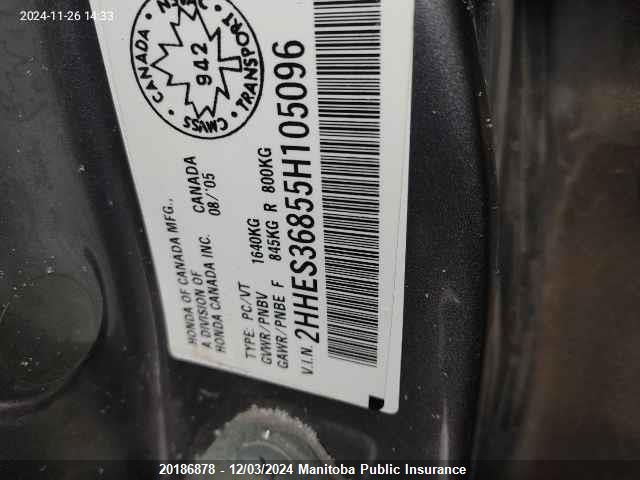 2024-11-26 14:33
CANADA
TRANSPORT
CMVSS
942
HONDA OF CANADA MFG.,
A DIVISION OF
HONDA CANADA INC. CANADA
08/'05
TYPE: PC/VT
GVWR/PNBV 1640KG
GAWR/PNBE F 845KG R 800KG
V.I.N. 2HHES36855H105096
20186878 - 12/03/2024 Manitoba Public Insurance